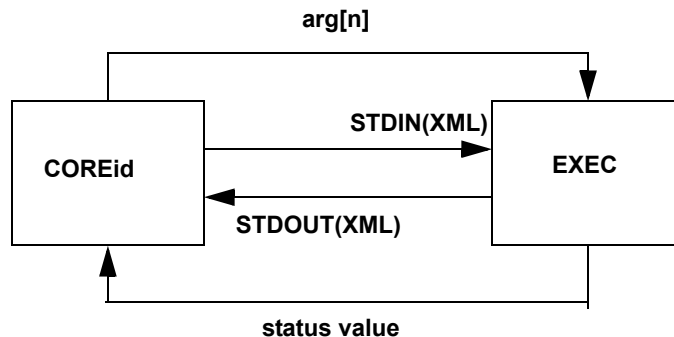 arg[n]
STDIN(XML)
COREid
EXEC
STDOUT(XML)
status value